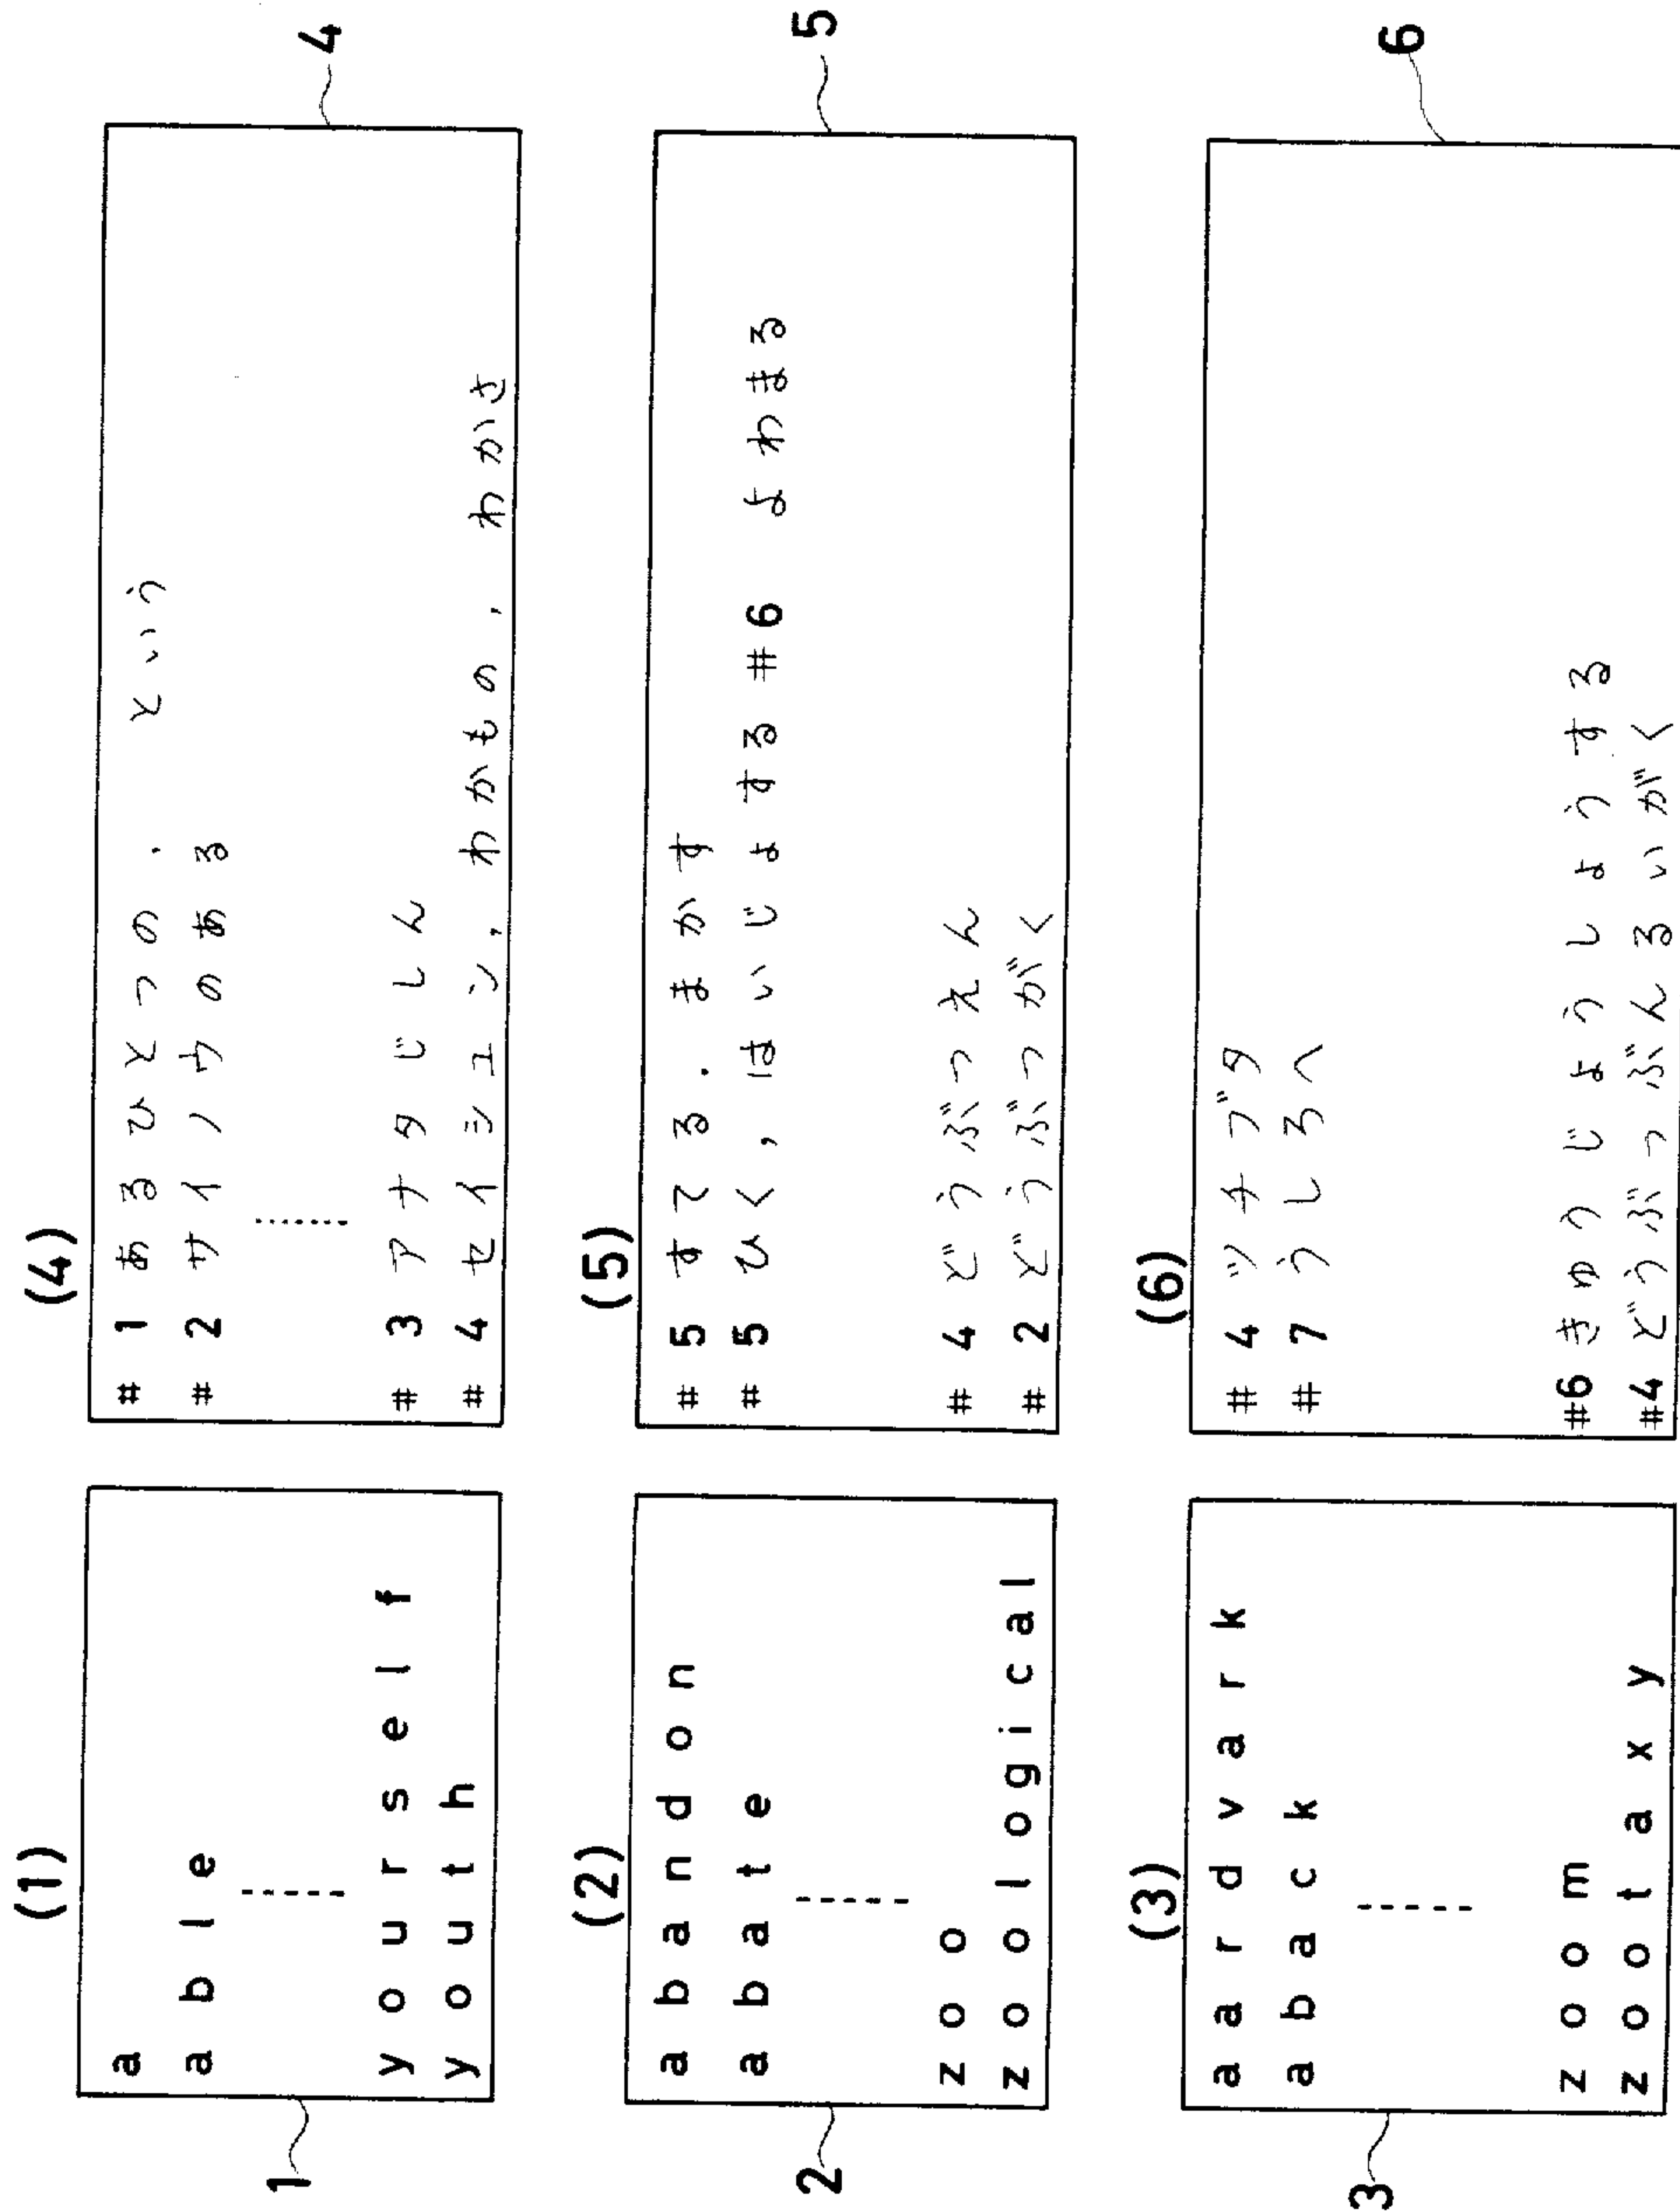 (1)
a
able
yourself
youth
1
(4)
# 1 あるひとつの . という
# 2 サイノウのある
# 3 アナタじしん
# 4 セイシュン, わかもの, わかさ
4
(2)
abandon
abate
zoo
zoological
2
(5)
# 5 すてる . まかす
# 5 ひく, はいじょする #6 よわまる
# 4 どうぶつえん
# 2 どうぶつがく
5
(3)
aardvark
aback
zoom
zootaxy
3
(6)
# 4 ツチブタ
# 7 うしろへ
#6 きゅうじょうしようする
#4 どうぶつぶんるいがく
6